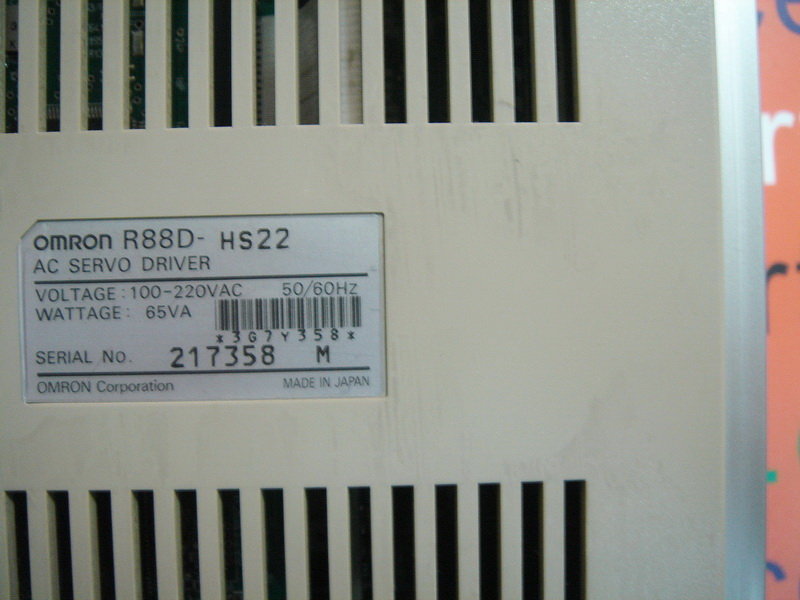 OMRON R88D- HS22
AC SERVO DRIVER
VOLTAGE : 100-220VAC 50/60Hz
WATTAGE: 65VA
*3G7Y358*
SERIAL No. 217358 M
OMRON Corporation MADE IN JAPAN